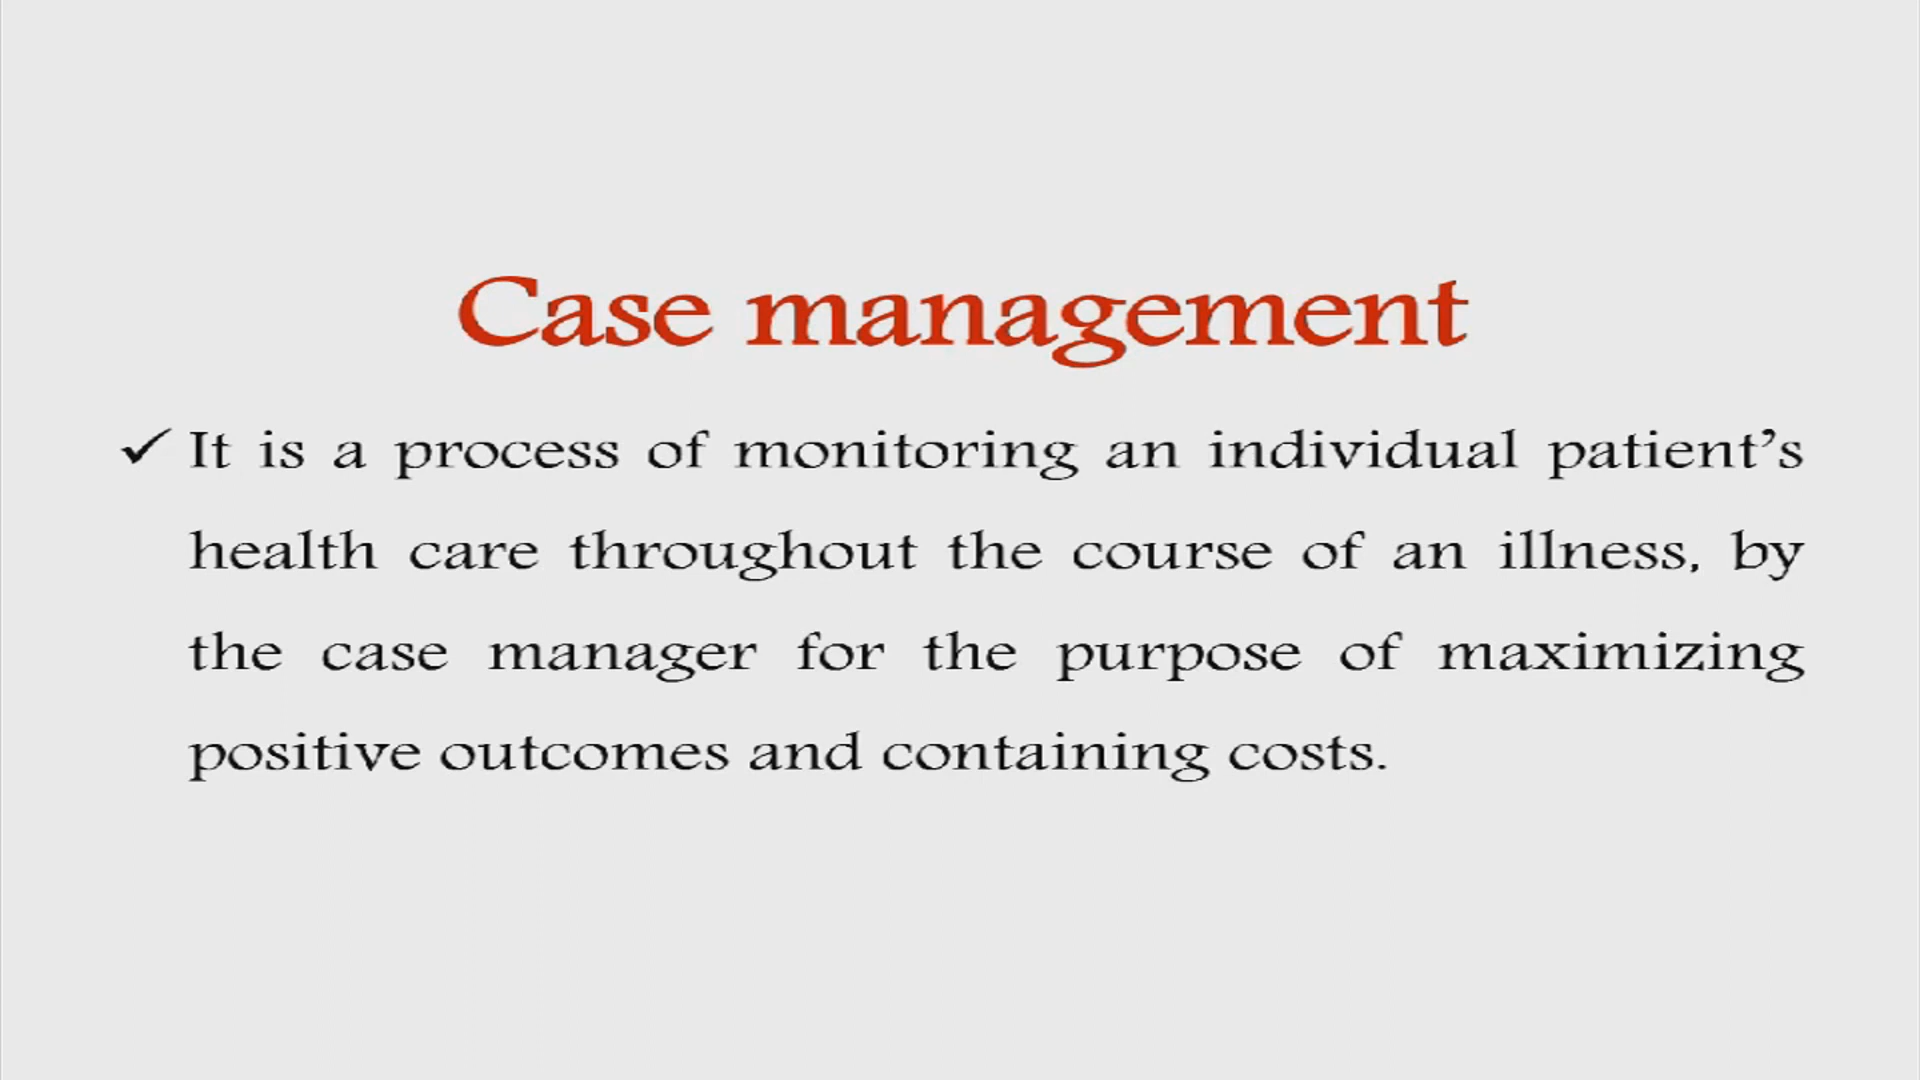 Case management
✓ It is a process of monitoring an individual patient’s
health care throughout the course of an illness, by
the case manager for the purpose of maximizing
positive outcomes and containing costs.